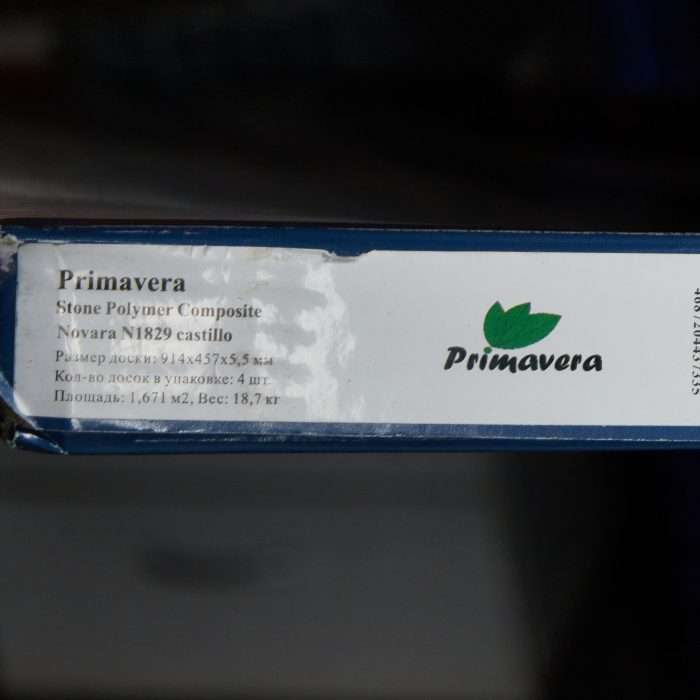 Primavera
Stone Polymer Composite
Novara N1829 castillo
Размер доски: 914x457x5,5 мм
Кол-во досок в упаковке: 4 шт.
Площадь: 1,671 м2, Вес: 18,7 кг
Primavera